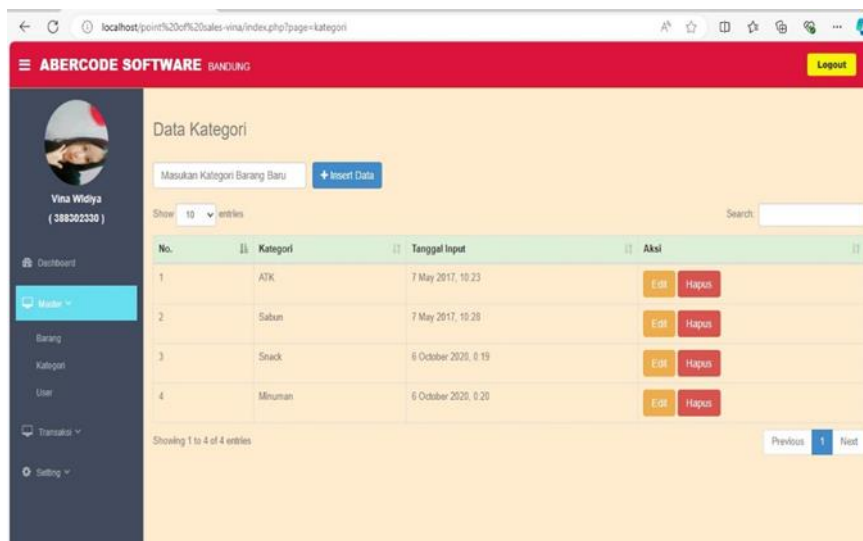 localhost/point%20of%20sales-vina/index.php?page=kategori
ABERCODE SOFTWARE BANDUNG
Logout
Vina Widiya
( 388302330 )
Dashboard
Master
Barang
Kategori
User
Transaksi
Setting
Data Kategori
Masukan Kategori Barang Baru
+ Insert Data
Show 10 entries
Search:
No. Kategori Tanggal Input Aksi
1 ATK 7 May 2017, 10:23 Edit Hapus
2 Sabun 7 May 2017, 10:28 Edit Hapus
3 Snack 6 October 2020, 0:19 Edit Hapus
4 Minuman 6 October 2020, 0:20 Edit Hapus
Showing 1 to 4 of 4 entries
Previous 1 Next